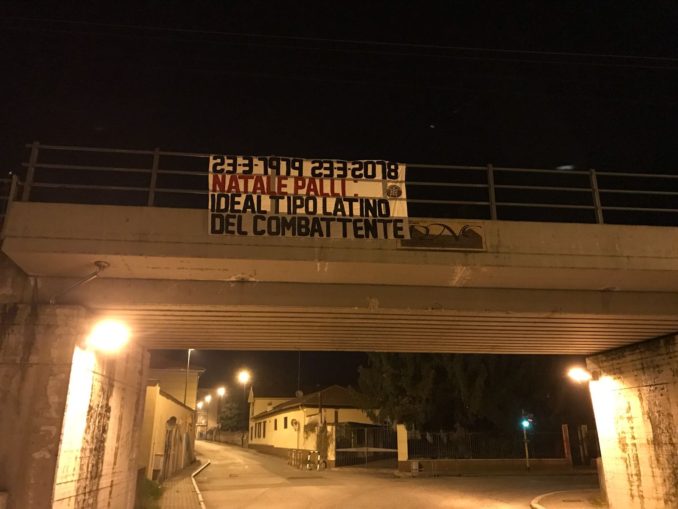 23-3-1919 23-3-2018
NATALE PALLI:
IDEAL TIPO LATINO
DEL COMBATTENTE